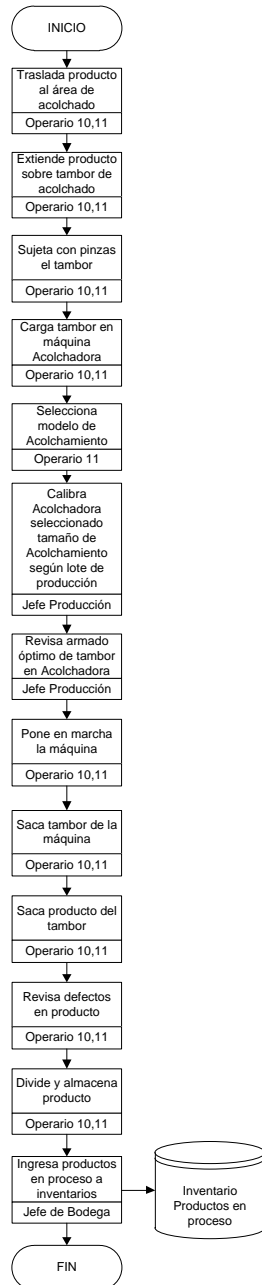 INICIO
Traslada producto
al área de
acolchado
Operario 10,11
Extiende producto
sobre tambor de
acolchado
Operario 10,11
Sujeta con pinzas
el tambor
Operario 10,11
Carga tambor en
máquina
Acolchadora
Operario 10,11
Selecciona
modelo de
Acolchamiento
Operario 11
Calibra
Acolchadora
seleccionado
tamaño de
Acolchamiento
según lote de
producción
Jefe Producción
Revisa armado
óptimo de tambor
en Acolchadora
Jefe Producción
Pone en marcha
la máquina
Operario 10,11
Saca tambor de la
máquina
Operario 10,11
Saca producto del
tambor
Operario 10,11
Revisa defectos
en producto
Operario 10,11
Divide y almacena
producto
Operario 10,11
Ingresa productos
en proceso a
inventarios
Jefe de Bodega
Inventario
Productos en
proceso
FIN